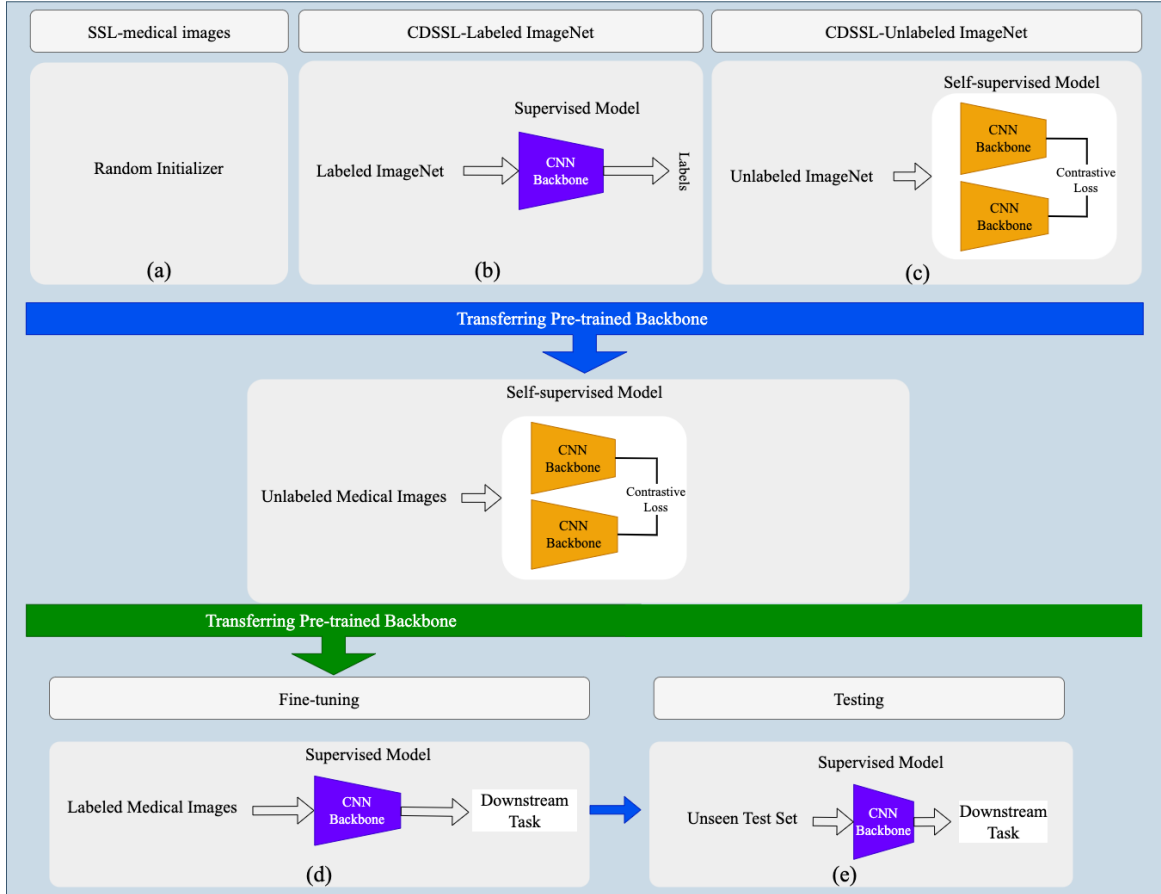 SSL-medical images
CDSSL-Labeled ImageNet
CDSSL-Unlabeled ImageNet
Random Initializer
(a)
Supervised Model
Labeled ImageNet
CNN
Backbone
Labels
(b)
Self-supervised Model
Unlabeled ImageNet
CNN
Backbone
Contrastive
Loss
CNN
Backbone
(c)
Transferring Pre-trained Backbone
Self-supervised Model
Unlabeled Medical Images
CNN
Backbone
Contrastive
Loss
CNN
Backbone
Transferring Pre-trained Backbone
Fine-tuning
Testing
Supervised Model
Labeled Medical Images
CNN
Backbone
Downstream
Task
(d)
Supervised Model
Unseen Test Set
CNN
Backbone
Downstream
Task
(e)